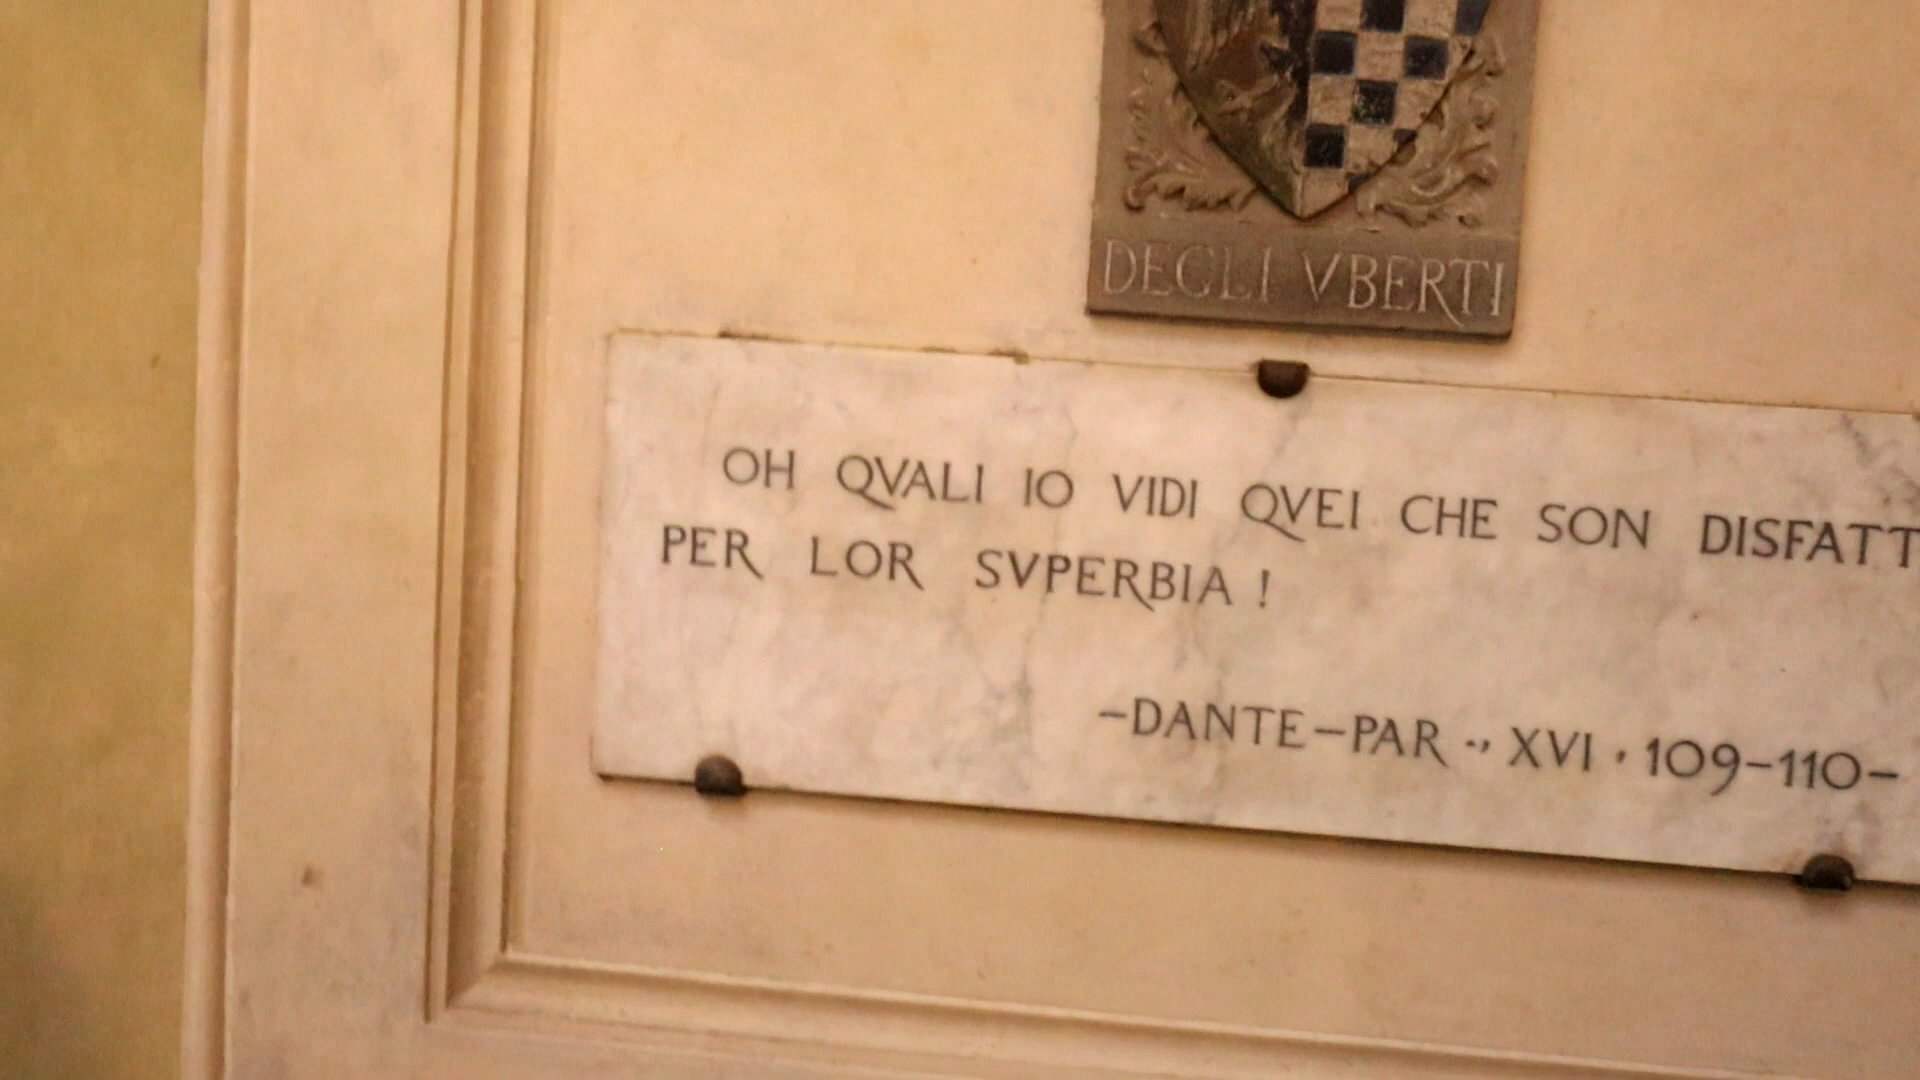 DEGLI VBERTI
OH QVALI IO VIDI QVEI CHE SON DISFATT
PER LOR SVPERBIA !
-DANTE-PAR ., XVI . 109-110-